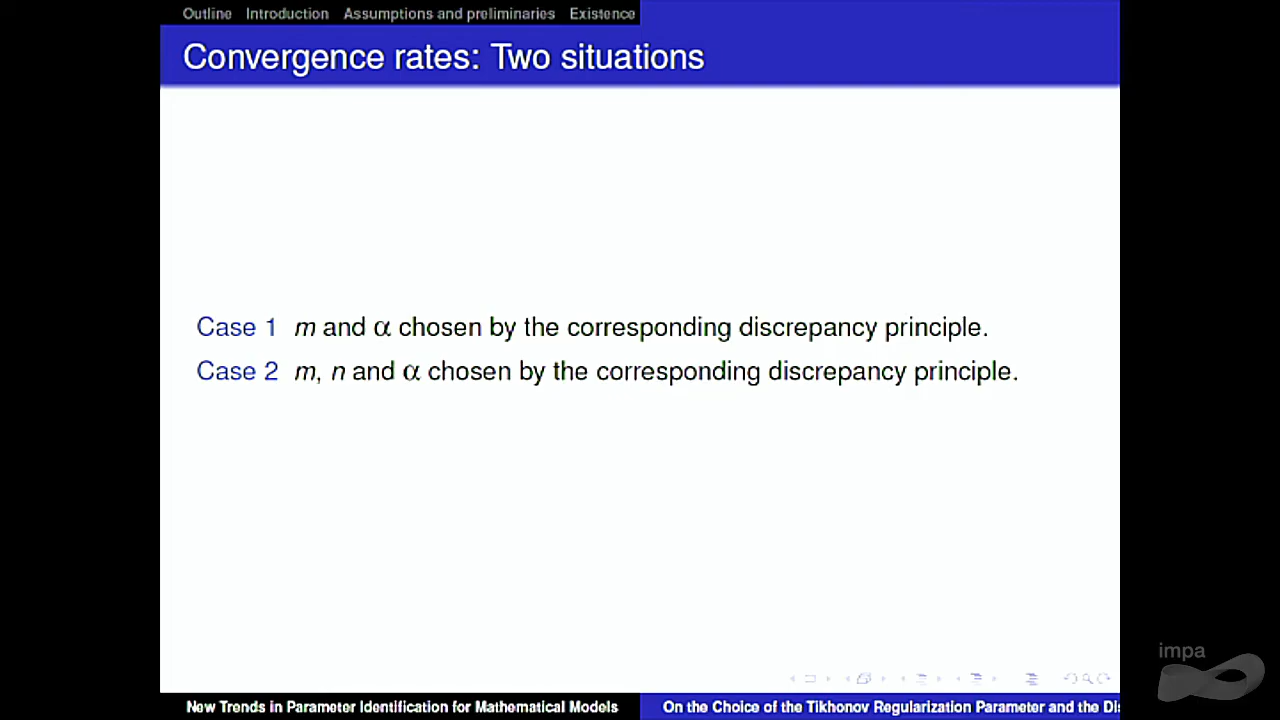 Outline Introduction Assumptions and preliminaries Existence
Convergence rates: Two situations
Case 1 m and α chosen by the corresponding discrepancy principle.
Case 2 m, n and α chosen by the corresponding discrepancy principle.
impa
New Trends in Parameter Identification for Mathematical Models On the Choice of the Tikhonov Regularization Parameter and the Dis